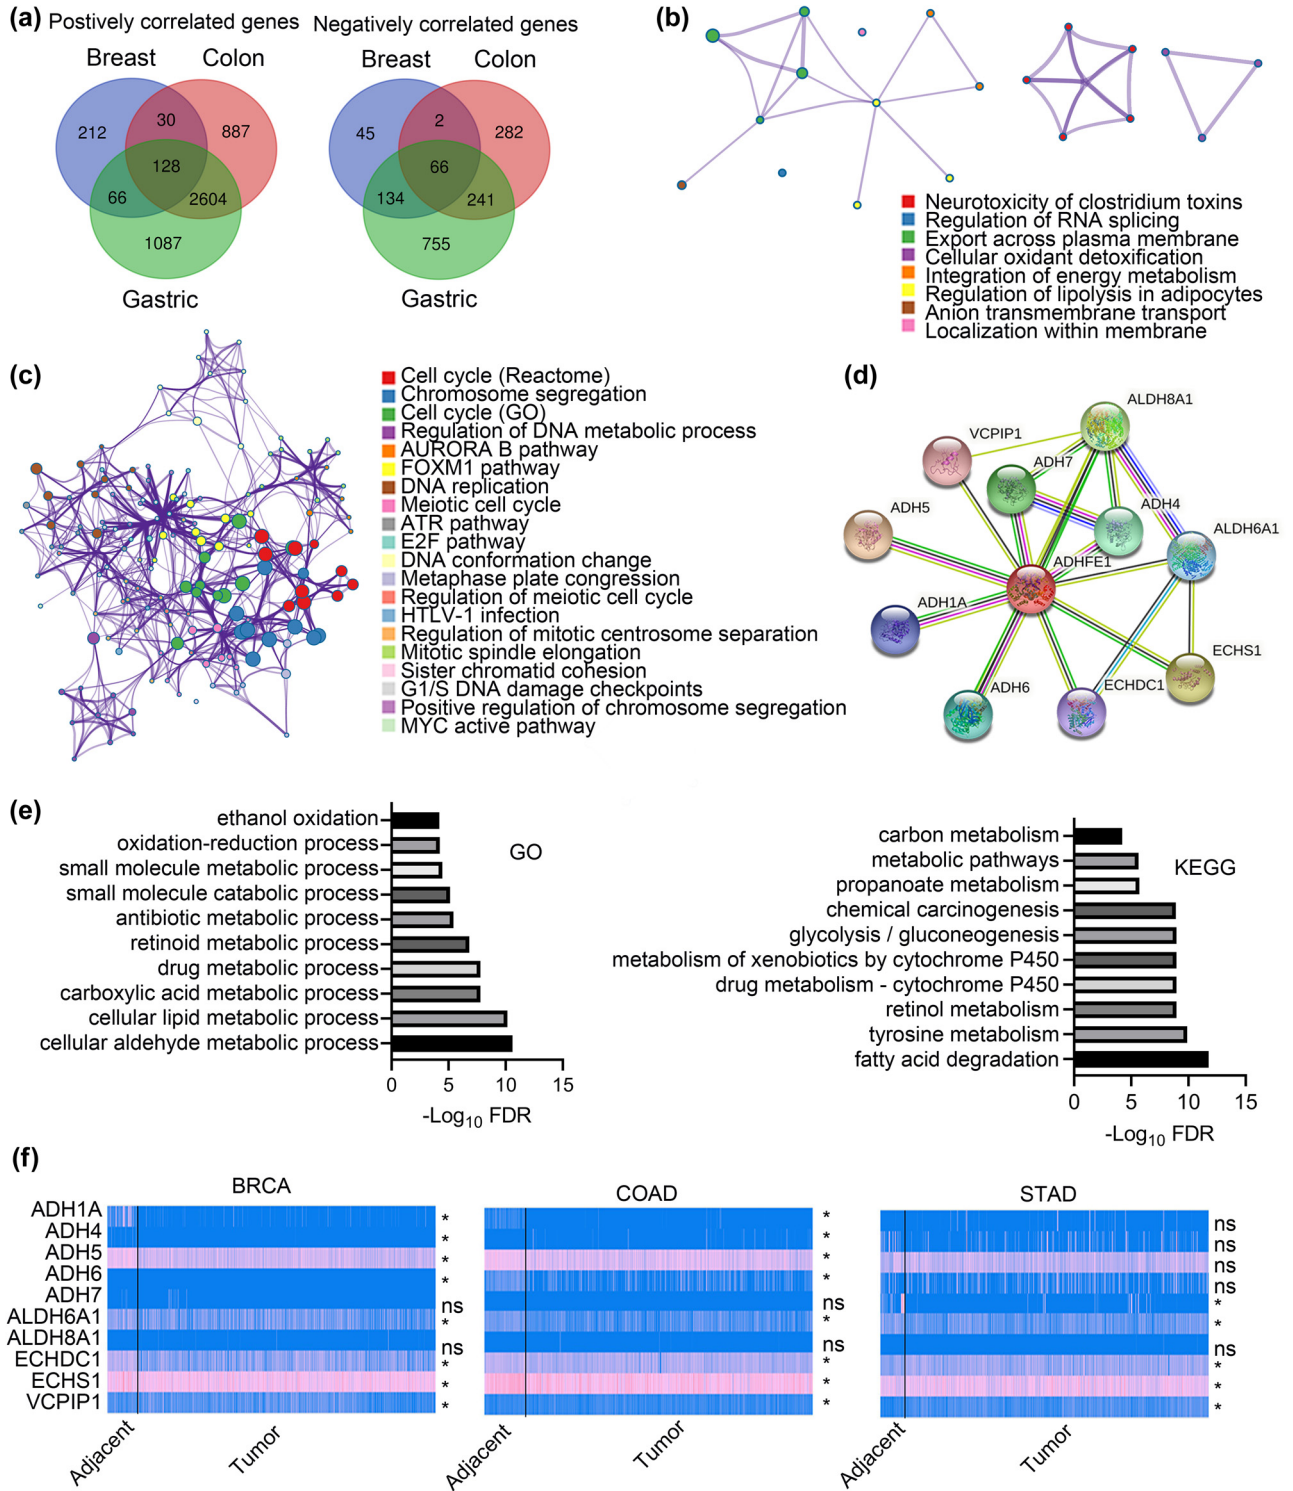 (a)
Postively correlated genes
Negatively correlated genes
Breast
Colon
212
30
887
128
66
2604
1087
Gastric
Breast
Colon
45
2
282
66
134
241
755
Gastric
(b)
Neurotoxicity of clostridium toxins
Regulation of RNA splicing
Export across plasma membrane
Cellular oxidant detoxification
Integration of energy metabolism
Regulation of lipolysis in adipocytes
Anion transmembrane transport
Localization within membrane
(c)
Cell cycle (Reactome)
Chromosome segregation
Cell cycle (GO)
Regulation of DNA metabolic process
AURORA B pathway
FOXM1 pathway
DNA replication
Meiotic cell cycle
ATR pathway
E2F pathway
DNA conformation change
Metaphase plate congression
Regulation of meiotic cell cycle
HTLV-1 infection
Regulation of mitotic centrosome separation
Mitotic spindle elongation
Sister chromatid cohesion
G1/S DNA damage checkpoints
Positive regulation of chromosome segregation
MYC active pathway
(d)
ALDH8A1
VCPIP1
ADH7
ADH4
ADH5
ALDH6A1
ADHFE1
ADH1A
ECHS1
ADH6
ECHDC1
(e)
ethanol oxidation
oxidation-reduction process
small molecule metabolic process
small molecule catabolic process
antibiotic metabolic process
retinoid metabolic process
drug metabolic process
carboxylic acid metabolic process
cellular lipid metabolic process
cellular aldehyde metabolic process
GO
0 5 10 15
-Log10 FDR
carbon metabolism
metabolic pathways
propanoate metabolism
chemical carcinogenesis
glycolysis / gluconeogenesis
metabolism of xenobiotics by cytochrome P450
drug metabolism - cytochrome P450
retinol metabolism
tyrosine metabolism
fatty acid degradation
KEGG
0 5 10 15
-Log10 FDR
(f)
BRCA
COAD
STAD
ADH1A
ADH4
ADH5
ADH6
ADH7
ALDH6A1
ALDH8A1
ECHDC1
ECHS1
VCPIP1
*
*
*
*
ns
*
ns
*
*
*
*
*
*
*
ns
*
ns
*
*
*
ns
ns
ns
ns
*
*
ns
*
*
*
Adjacent
Tumor
Adjacent
Tumor
Adjacent
Tumor